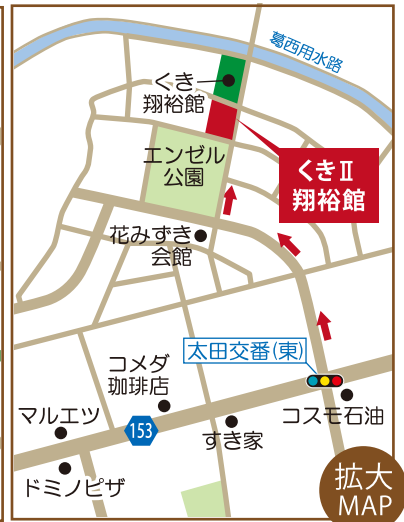 葛西用水路
くき
翔裕館
エンゼル
公園
くきⅡ
翔裕館
花みずき
会館
太田交番(東)
コメダ
珈琲店
マルエツ
153
すき家
コスモ石油
ドミノピザ
拡大
MAP